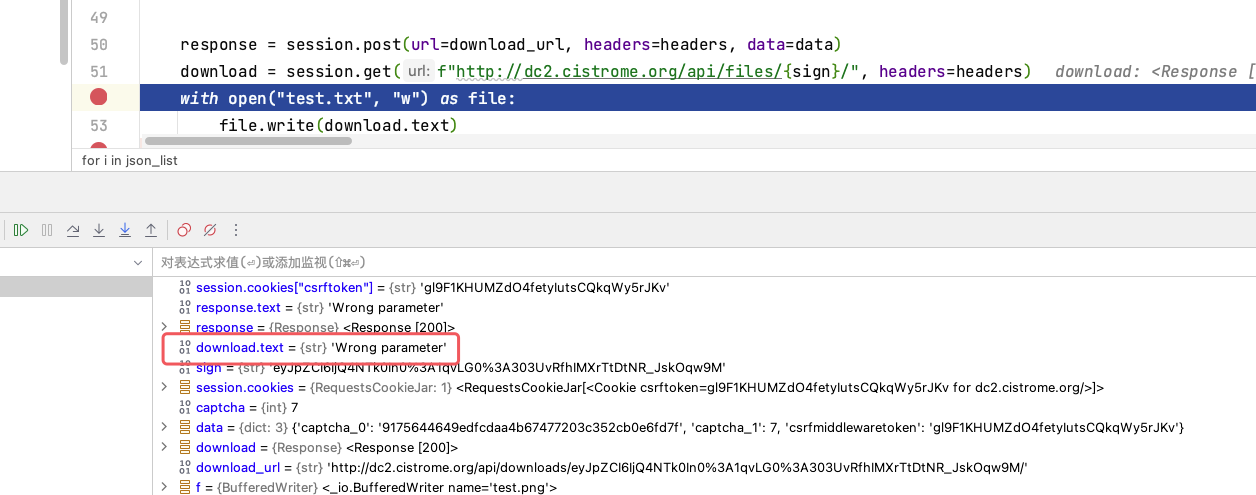 49
50 response = session.post(url=download_url, headers=headers, data=data)
51 download = session.get( url: f"http://dc2.cistrome.org/api/files/{sign}/", headers=headers) download: <Response [
with open("test.txt", "w") as file:
53 file.write(download.text)
for i in json_list
对表达式求值(⏎)或添加监视(⇧⌘⏎)
session.cookies["csrftoken"] = {str} 'gl9F1KHUMZdO4fetylutsCQkqWy5rJKv'
response.text = {str} 'Wrong parameter'
response = {Response} <Response [200]>
download.text = {str} 'Wrong parameter'
sign = {str} 'eyJpZCI6IjQ4NTk0In0%3A1qvLG0%3A303UvRfhlMXrTtDtNR_JskOqw9M'
session.cookies = {RequestsCookieJar: 1} <RequestsCookieJar[<Cookie csrftoken=gl9F1KHUMZdO4fetylutsCQkqWy5rJKv for dc2.cistrome.org/>]>
captcha = {int} 7
data = {dict: 3} {'captcha_0': '9175644649edfcdaa4b67477203c352cb0e6fd7f', 'captcha_1': 7, 'csrfmiddlewaretoken': 'gl9F1KHUMZdO4fetylutsCQkqWy5rJKv'}
download = {Response} <Response [200]>
download_url = {str} 'http://dc2.cistrome.org/api/downloads/eyJpZCI6IjQ4NTk0In0%3A1qvLG0%3A303UvRfhlMXrTtDtNR_JskOqw9M/'
f = {BufferedWriter} <_io.BufferedWriter name='test.png'>